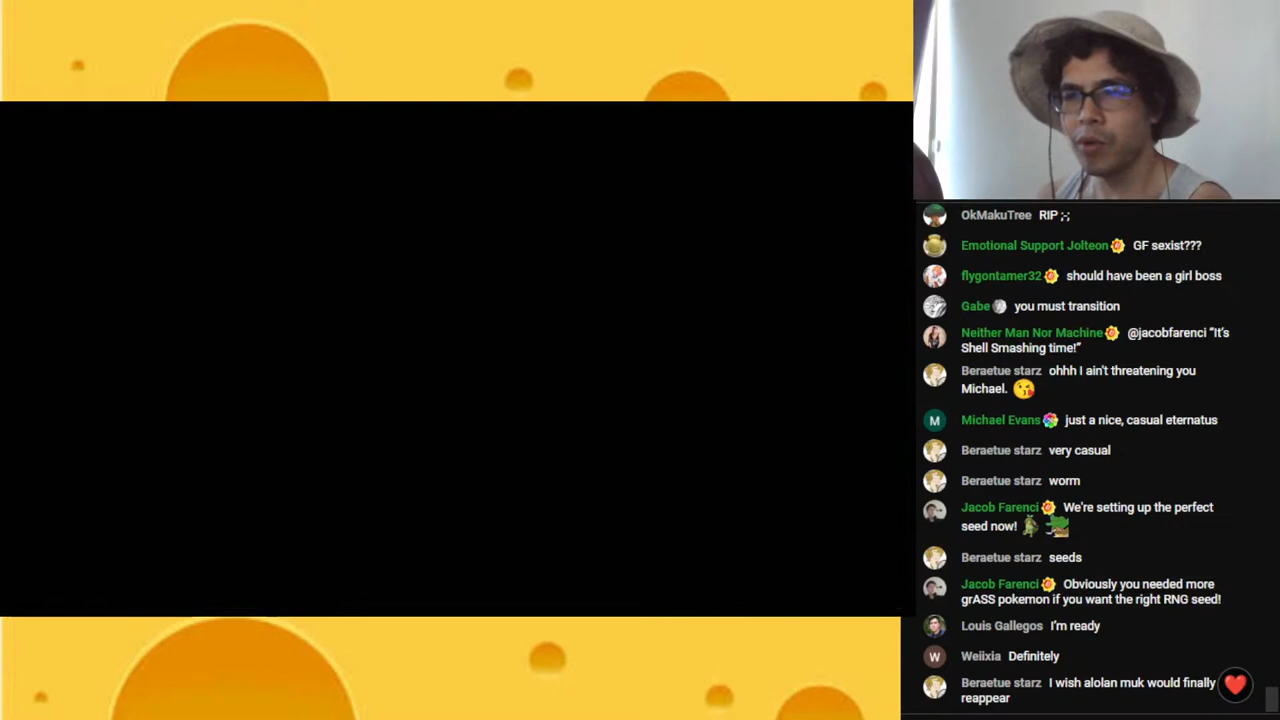 OkMakuTree RIP ;-;
Emotional Support Jolteon GF sexist???
flygontamer32 should have been a girl boss
Gabe you must transition
Neither Man Nor Machine @jacobfarenci “It's
Shell Smashing time!”
Beraetue starz ohhh I ain't threatening you
Michael.
M Michael Evans just a nice, casual eternatus
Beraetue starz very casual
Beraetue starz worm
Jacob Farenci We're setting up the perfect
seed now!
Beraetue starz seeds
Jacob Farenci Obviously you needed more
grASS pokemon if you want the right RNG seed!
Louis Gallegos I'm ready
W Weiixia Definitely
Beraetue starz I wish alolan muk would finally
reappear